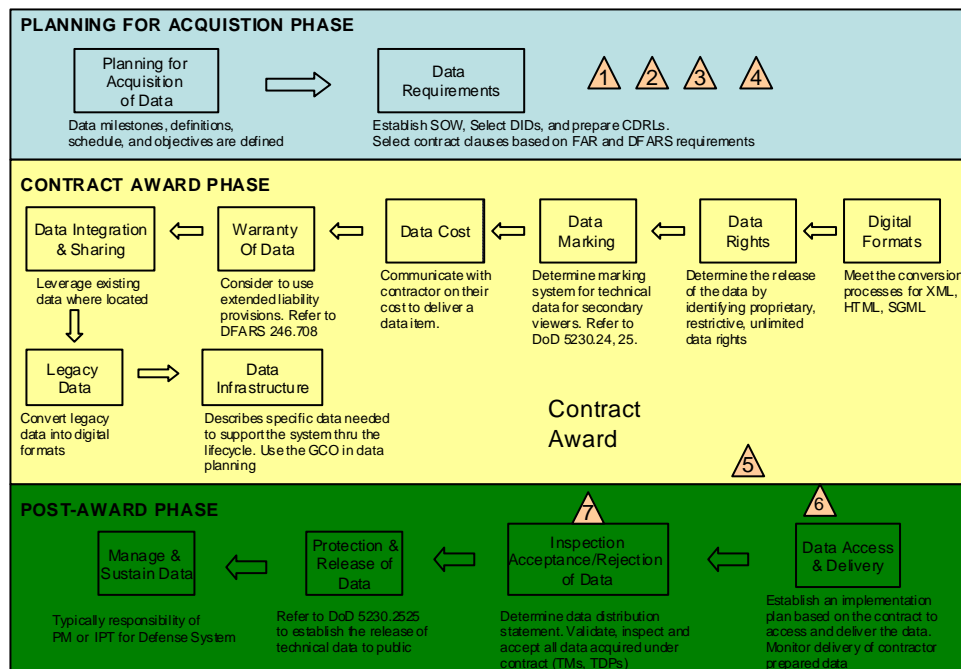 PLANNING FOR ACQUISTION PHASE
Planning for
Acquisition
of Data
Data
Requirements
1
2
3
4
Data milestones, definitions,
schedule, and objectives are defined
Establish SOW, Select DIDs, and prepare CDRLs.
Select contract clauses based on FAR and DFARS requirements
CONTRACT AWARD PHASE
Data Integration
& Sharing
Warranty
Of Data
Data Cost
Data
Marking
Data
Rights
Digital
Formats
Leverage existing
data where located
Consider to use
extended liability
provisions. Refer to
DFARS 246.708
Communicate with
contractor on their
cost to deliver a
data item.
Determine marking
system for technical
data for secondary
viewers. Refer to
DoD 5230.24, 25.
Determine the release
of the data by
identifying proprietary,
restrictive, unlimited
data rights
Meet the conversion
processes for XML,
HTML, SGML
Legacy
Data
Data
Infrastructure
Convert legacy
data into digital
formats
Describes specific data needed
to support the system thru the
lifecycle. Use the GCO in data
planning
Contract
Award
5
POST-AWARD PHASE
6
7
Manage &
Sustain Data
Protection &
Release of
Data
Inspection
Acceptance/Rejection
of Data
Data Access
& Delivery
Typically responsibility of
PM or IPT for Defense System
Refer to DoD 5230.2525
to establish the release of
technical data to public
Determine data distribution
statement. Validate, inspect and
accept all data acquired under
contract (TMs, TDPs)
Establish an implementation
plan based on the contract to
access and deliver the data.
Monitor delivery of contractor
prepared data